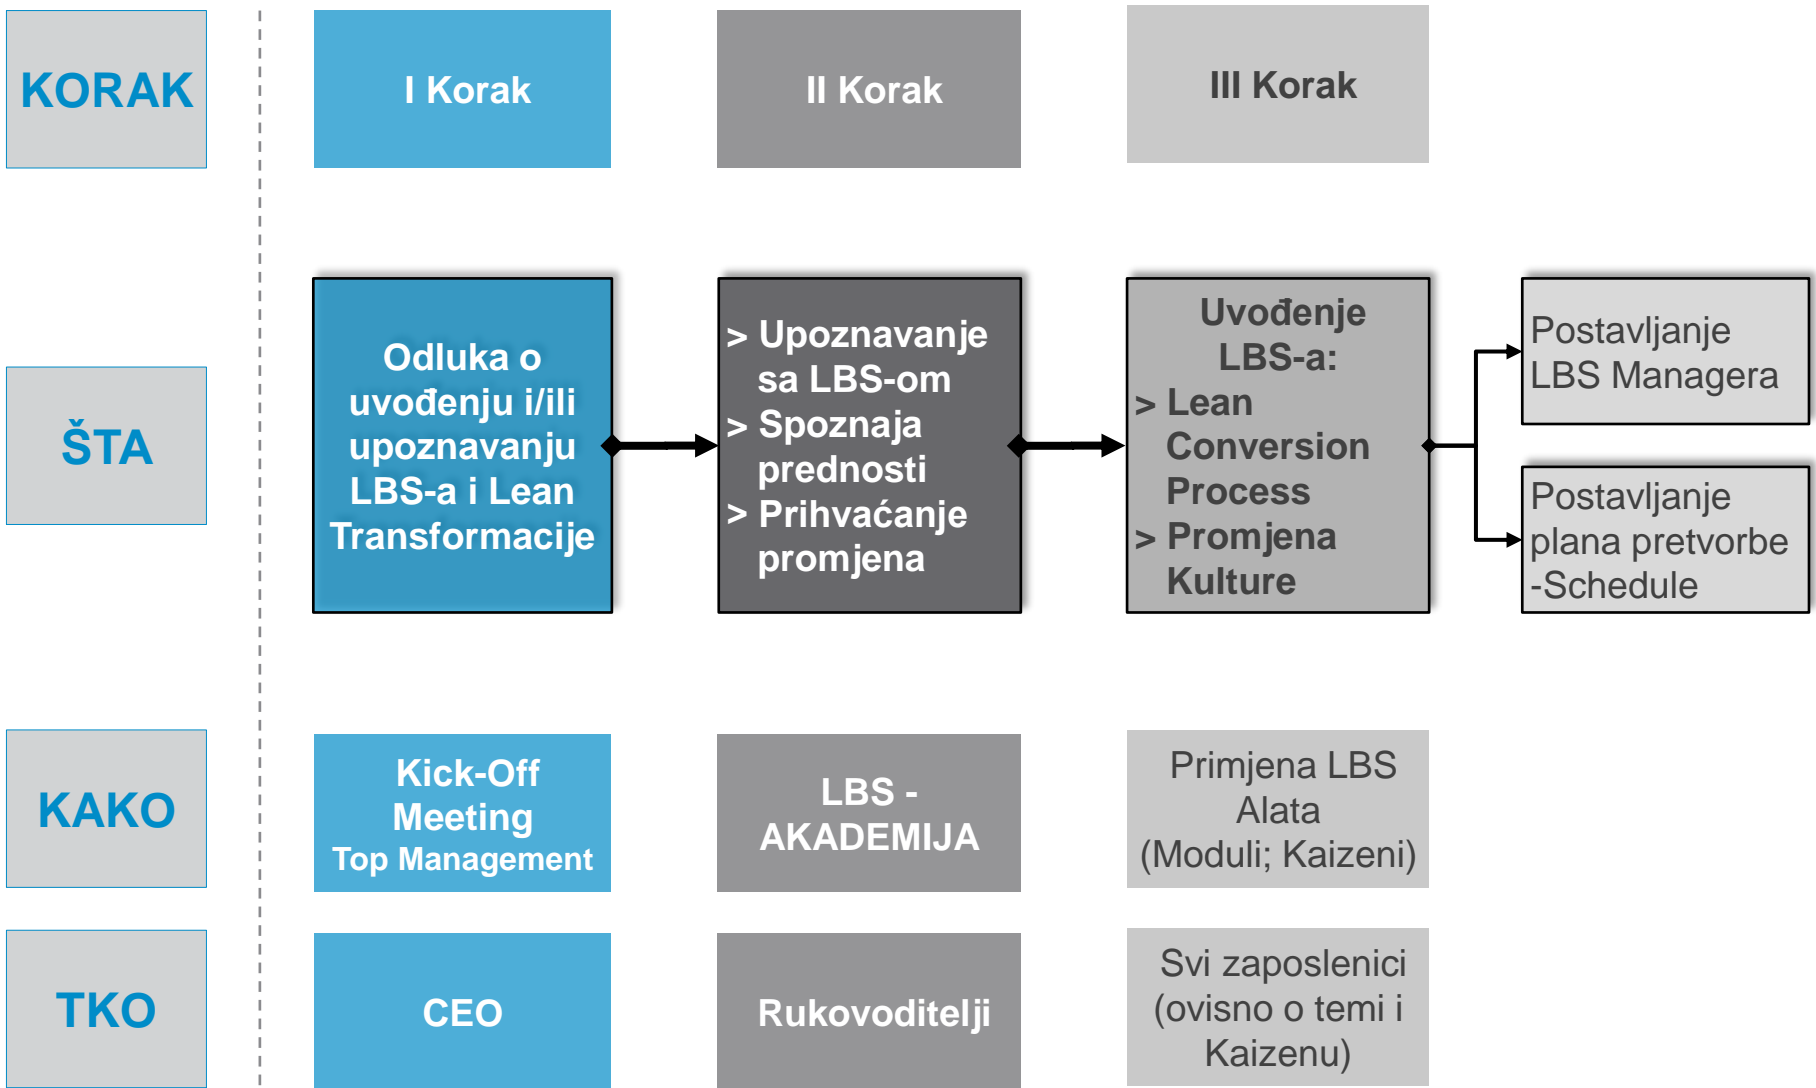 KORAK
I Korak
II Korak
III Korak
ŠTA
Odluka o
uvođenju i/ili
upoznavanju
LBS-a i Lean
Transformacije
> Upoznavanje
sa LBS-om
> Spoznaja
prednosti
> Prihvaćanje
promjena
Uvođenje
LBS-a:
> Lean
Conversion
Process
> Promjena
Kulture
Postavljanje
LBS Managera
Postavljanje
plana pretvorbe
-Schedule
KAKO
Kick-Off
Meeting
Top Management
LBS -
AKADEMIJA
Primjena LBS
Alata
(Moduli; Kaizeni)
TKO
CEO
Rukovoditelji
Svi zaposlenici
(ovisno o temi i
Kaizenu)